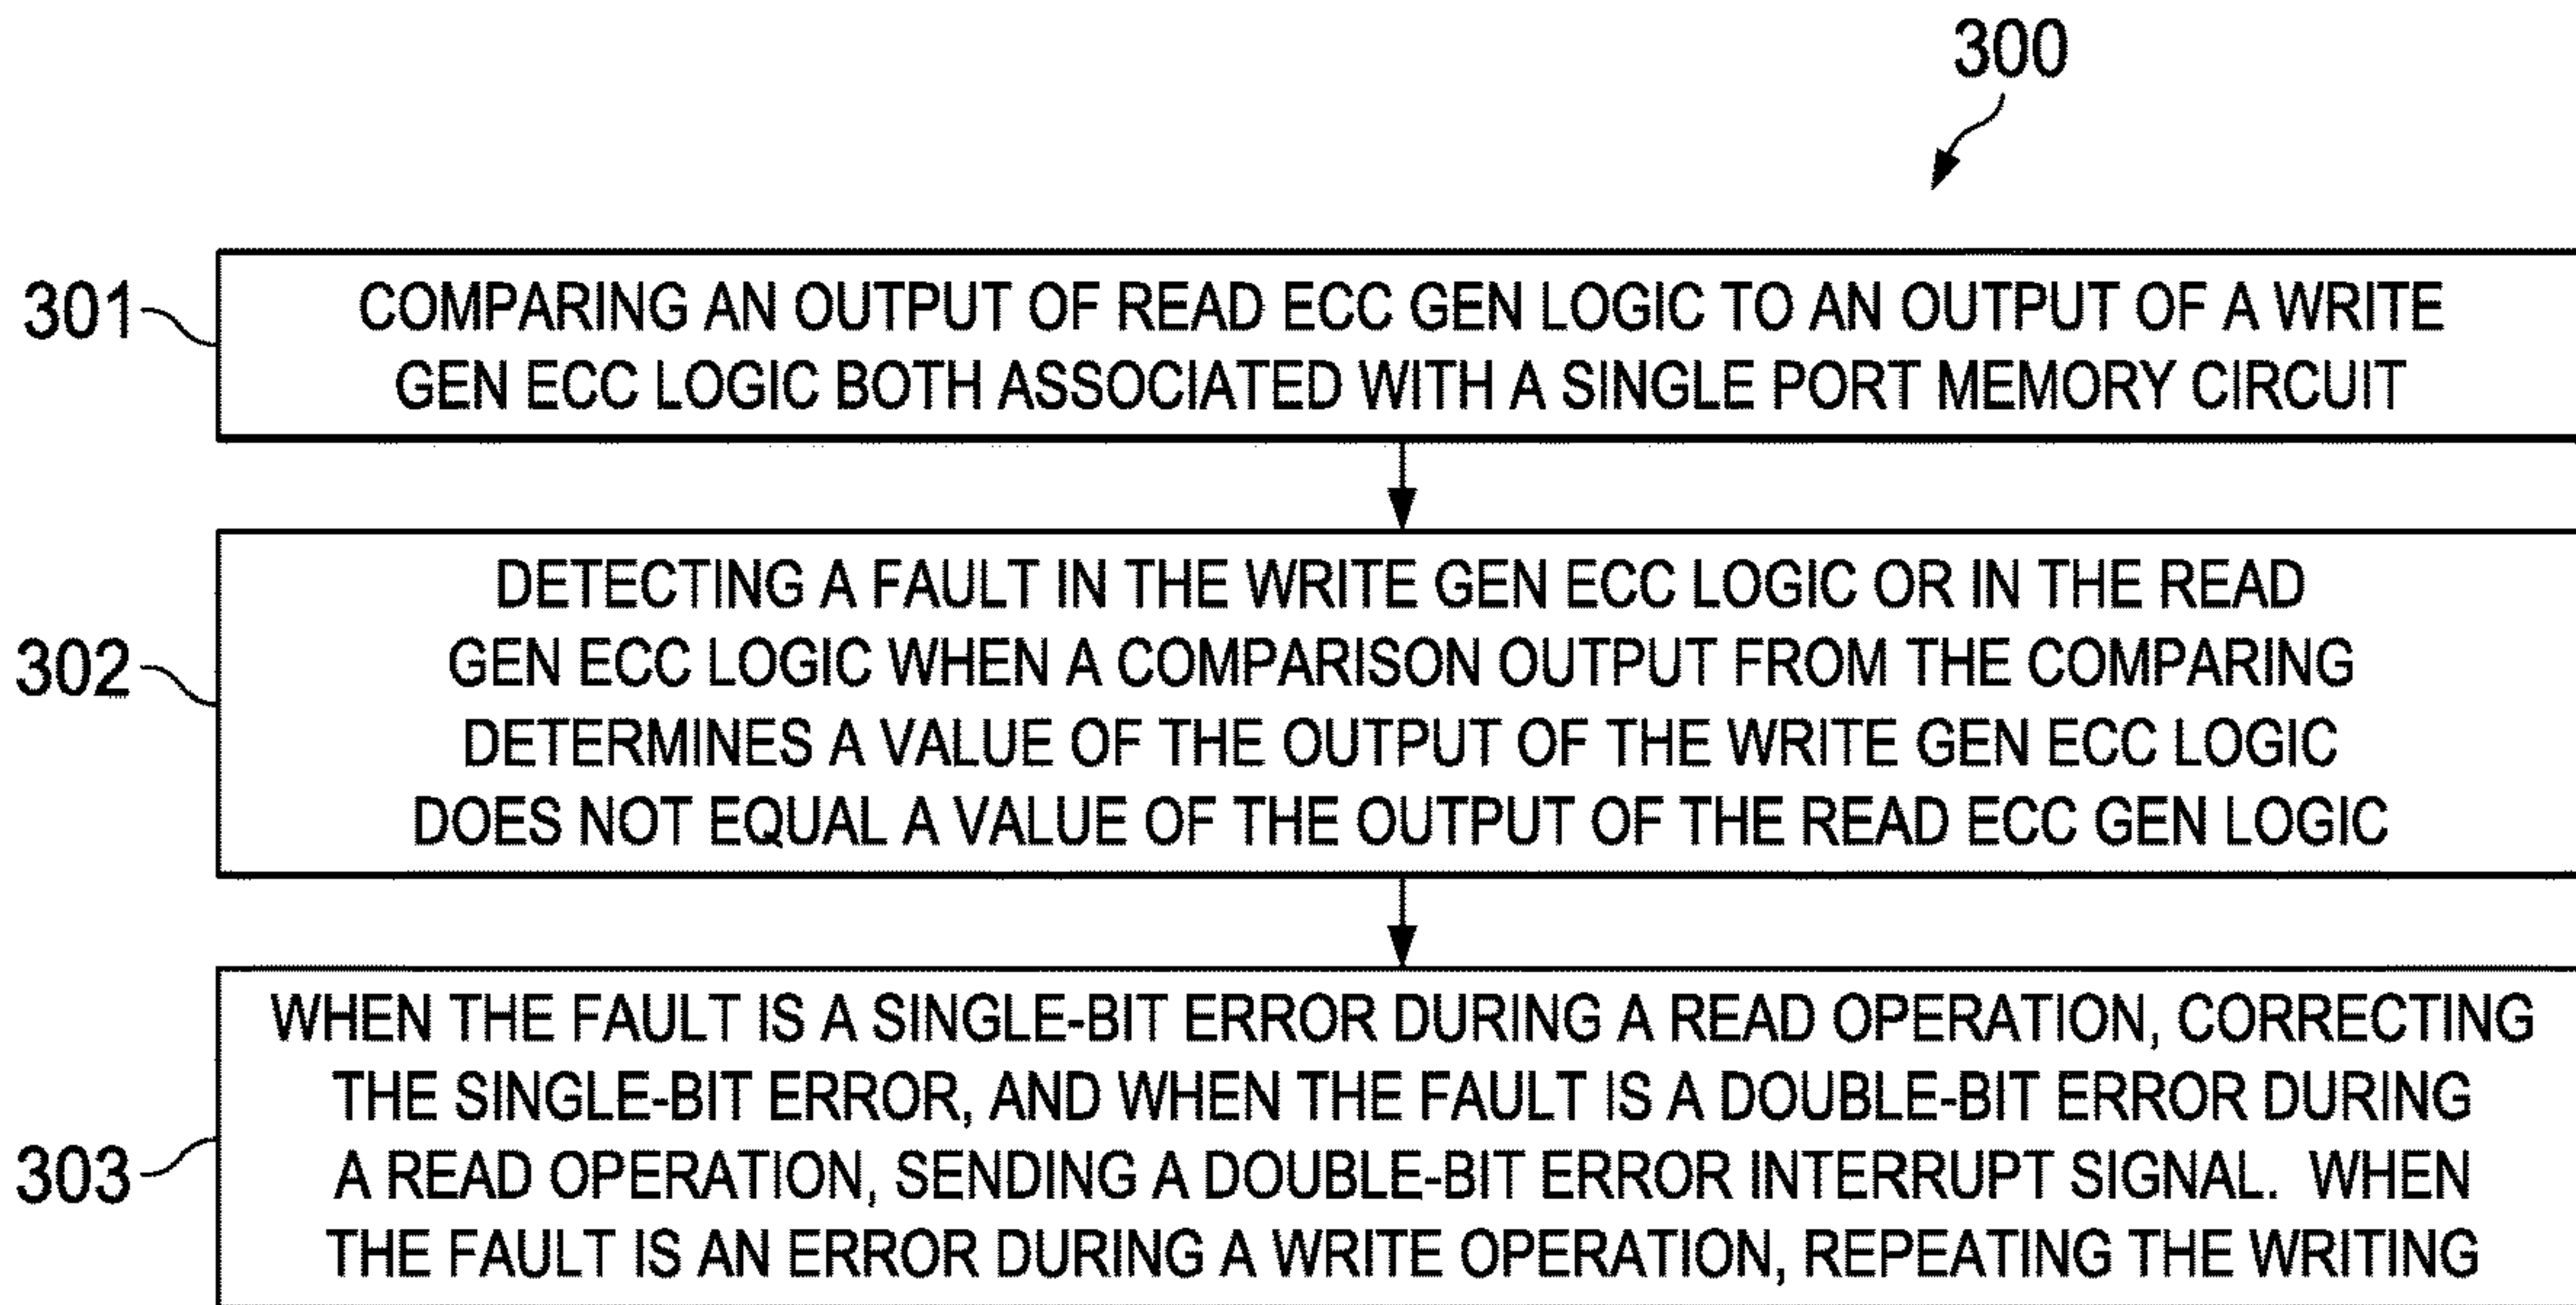 300
301
COMPARING AN OUTPUT OF READ ECC GEN LOGIC TO AN OUTPUT OF A WRITE
GEN ECC LOGIC BOTH ASSOCIATED WITH A SINGLE PORT MEMORY CIRCUIT
302
DETECTING A FAULT IN THE WRITE GEN ECC LOGIC OR IN THE READ
GEN ECC LOGIC WHEN A COMPARISON OUTPUT FROM THE COMPARING
DETERMINES A VALUE OF THE OUTPUT OF THE WRITE GEN ECC LOGIC
DOES NOT EQUAL A VALUE OF THE OUTPUT OF THE READ ECC GEN LOGIC
303
WHEN THE FAULT IS A SINGLE-BIT ERROR DURING A READ OPERATION, CORRECTING
THE SINGLE-BIT ERROR, AND WHEN THE FAULT IS A DOUBLE-BIT ERROR DURING
A READ OPERATION, SENDING A DOUBLE-BIT ERROR INTERRUPT SIGNAL. WHEN
THE FAULT IS AN ERROR DURING A WRITE OPERATION, REPEATING THE WRITING